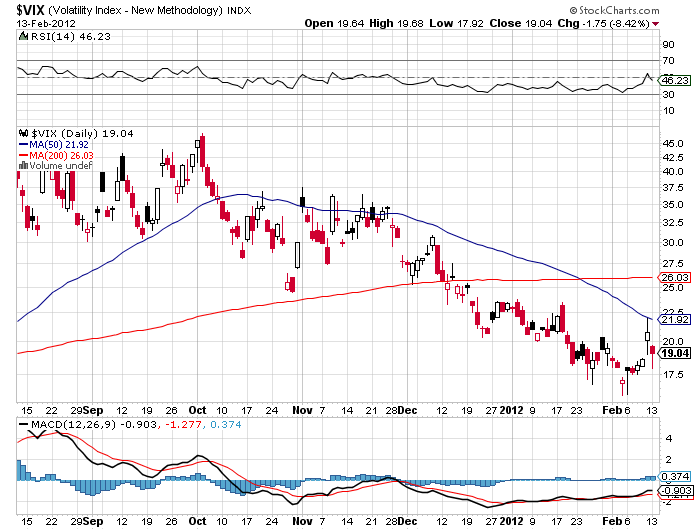 $VIX (Volatility Index - New Methodology) INDX © StockCharts.com
13-Feb-2012 Open 19.64 High 19.68 Low 17.92 Close 19.04 Chg -1.75 (-8.42%)
RSI(14) 46.23
90
70
50
46.23
30
10
$VIX (Daily) 19.04
MA(50) 21.92
MA(200) 26.03
Volume undef
45.0
42.5
40.0
37.5
35.0
32.5
30.0
27.5
26.03
25.0
22.5
21.92
20.0
19.04
17.5
15 22 29 Sep 12 19 26 Oct 10 17 24 Nov 7 14 21 28 Dec 12 19 27 2012 9 17 23 Feb 6 13
MACD(12,26,9) -0.903, -1.277, 0.374
4
2
0.374
-0.903
15 22 29 Sep 12 19 26 Oct 10 17 24 Nov 7 14 21 28 Dec 12 19 27 2012 9 17 23 Feb 6 13